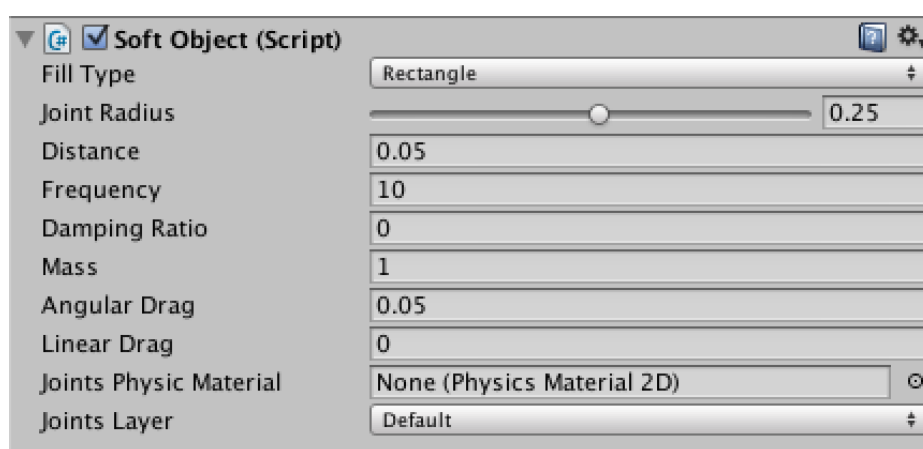 Soft Object (Script)
Fill Type Rectangle
Joint Radius 0.25
Distance 0.05
Frequency 10
Damping Ratio 0
Mass 1
Angular Drag 0.05
Linear Drag 0
Joints Physic Material None (Physics Material 2D)
Joints Layer Default